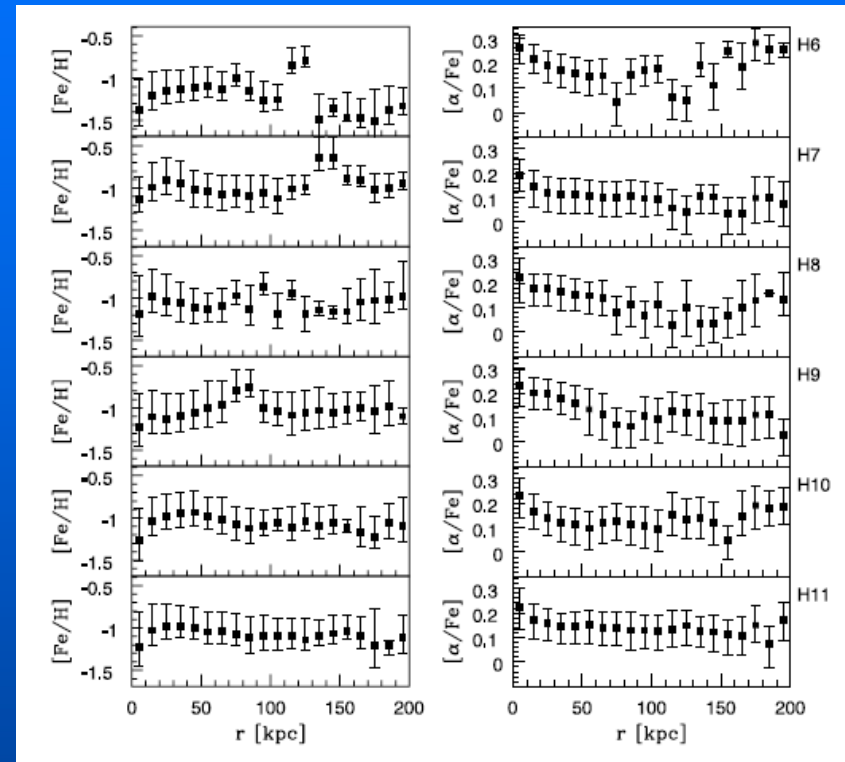 [Fe/H] -0.5 -1 -1.5 [α/Fe] 0.3 0.2 0.1 0 H6
[Fe/H] -0.5 -1 -1.5 [α/Fe] 0.3 0.2 0.1 0 H7
[Fe/H] -0.5 -1 -1.5 [α/Fe] 0.3 0.2 0.1 0 H8
[Fe/H] -0.5 -1 -1.5 [α/Fe] 0.3 0.2 0.1 0 H9
[Fe/H] -0.5 -1 -1.5 [α/Fe] 0.3 0.2 0.1 0 H10
[Fe/H] -0.5 -1 -1.5 [α/Fe] 0.3 0.2 0.1 0 H11
0 50 100 150 200 0 50 100 150 200
r [kpc] r [kpc]